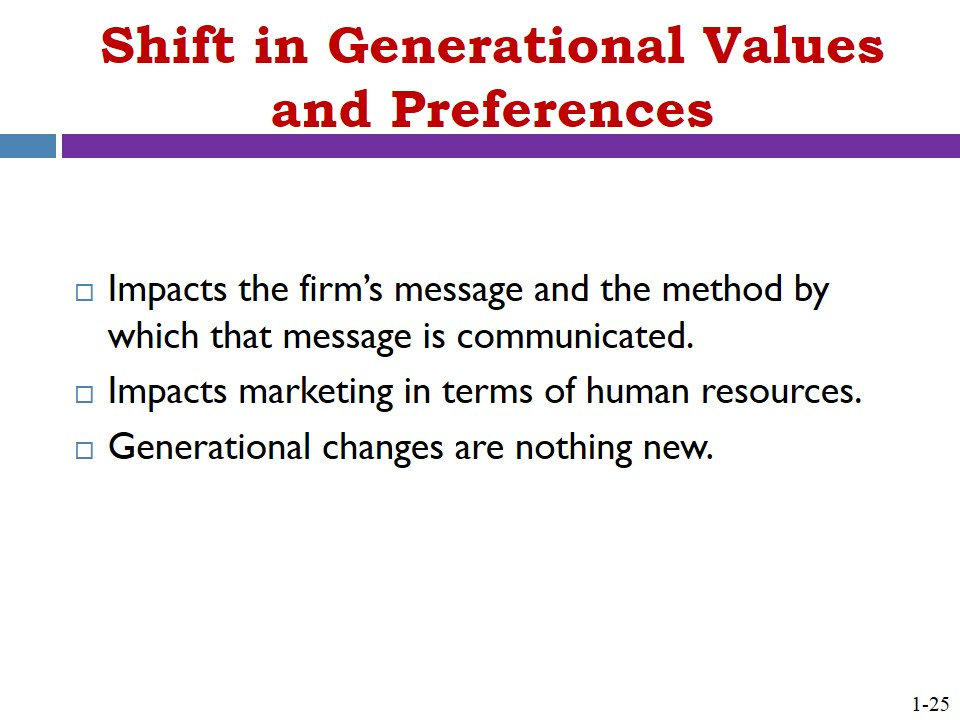 Shift in Generational Values
and Preferences
Impacts the firm’s message and the method by
which that message is communicated.
Impacts marketing in terms of human resources.
Generational changes are nothing new.
1-25